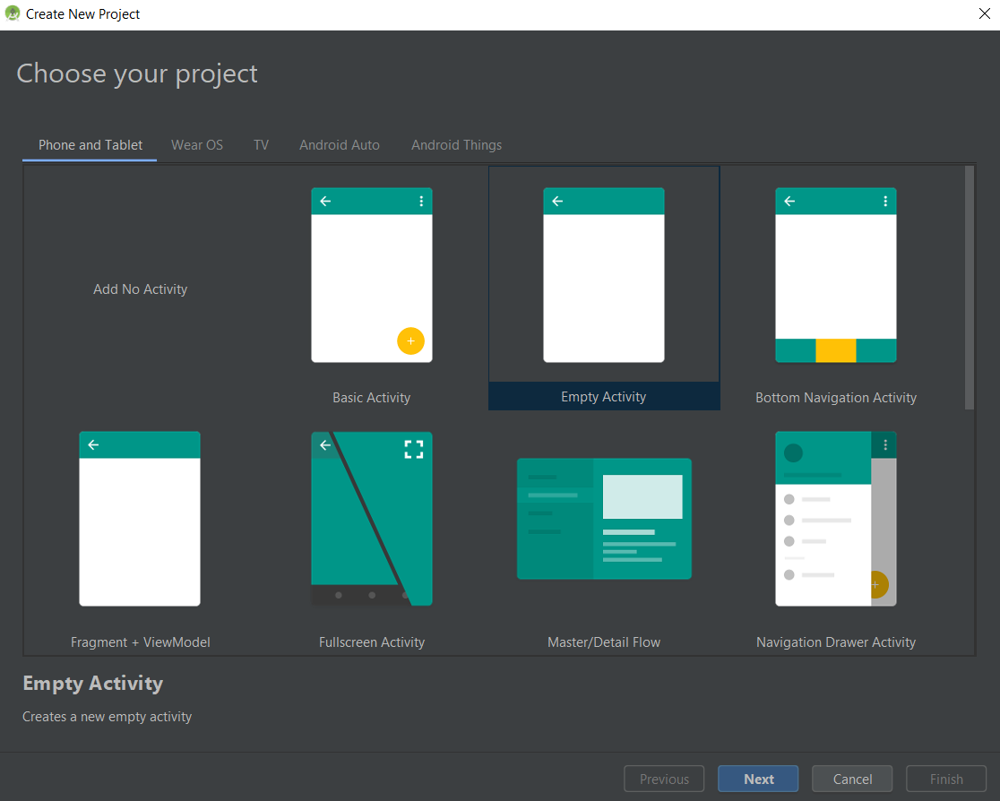 Create New Project
Choose your project
Phone and Tablet Wear OS TV Android Auto Android Things
Add No Activity
Basic Activity
Empty Activity
Bottom Navigation Activity
Fragment + ViewModel
Fullscreen Activity
Master/Detail Flow
Navigation Drawer Activity
Empty Activity
Creates a new empty activity
Previous Next Cancel Finish